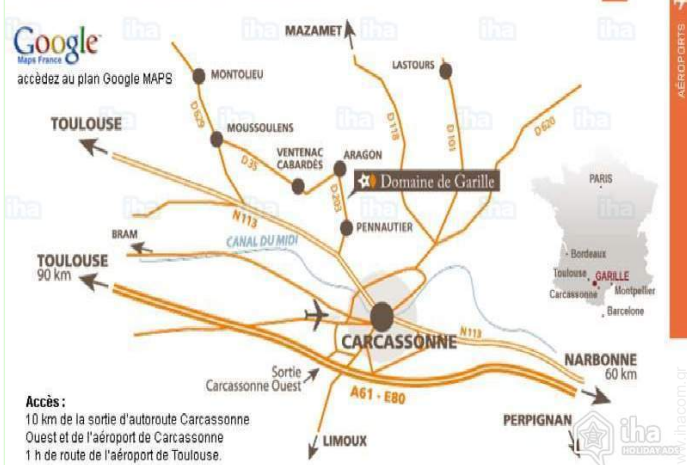 Google
Maps France
accèdez au plan Google MAPS
MAZAMET
MONTOLIEU
LASTOURS
TOULOUSE
D629
MOUSSOULENS
D118
D101
D620
D35
VENTENAC
CABARDÈS
ARAGON
Domaine de Garille
D203
PENNAUTIER
N113
CANAL DU MIDI
BRAM
TOULOUSE
90 km
CARCASSONNE
N113
NARBONNE
60 km
Sortie
Carcassonne Ouest
A61 - E80
PERPIGNAN
LIMOUX
Accès :
10 km de la sortie d'autoroute Carcassonne
Ouest et de l'aéroport de Carcassonne
1 h de route de l'aéroport de Toulouse.
PARIS
Bordeaux
Toulouse
GARILLE
Carcassonne
Montpellier
Barcelone
AÉROPORTS
iha
HOLIDAY ADS
www.ihacom.gr